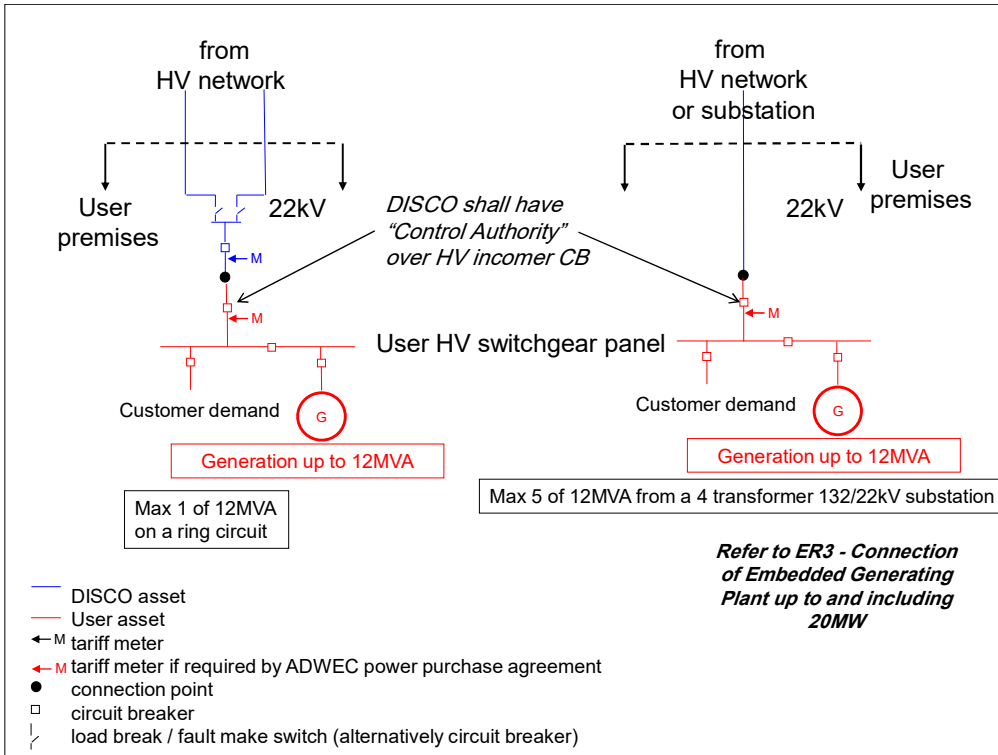 from
HV network
from
HV network
or substation
User
premises
22kV
DISCO shall have
“Control Authority”
over HV incomer CB
22kV
User
premises
M
M
M
User HV switchgear panel
Customer demand
G
Customer demand
G
Generation up to 12MVA
Generation up to 12MVA
Max 1 of 12MVA
on a ring circuit
Max 5 of 12MVA from a 4 transformer 132/22kV substation
Refer to ER3 - Connection
of Embedded Generating
Plant up to and including
20MW
DISCO asset
User asset
M tariff meter
M tariff meter if required by ADWEC power purchase agreement
connection point
circuit breaker
load break / fault make switch (alternatively circuit breaker)